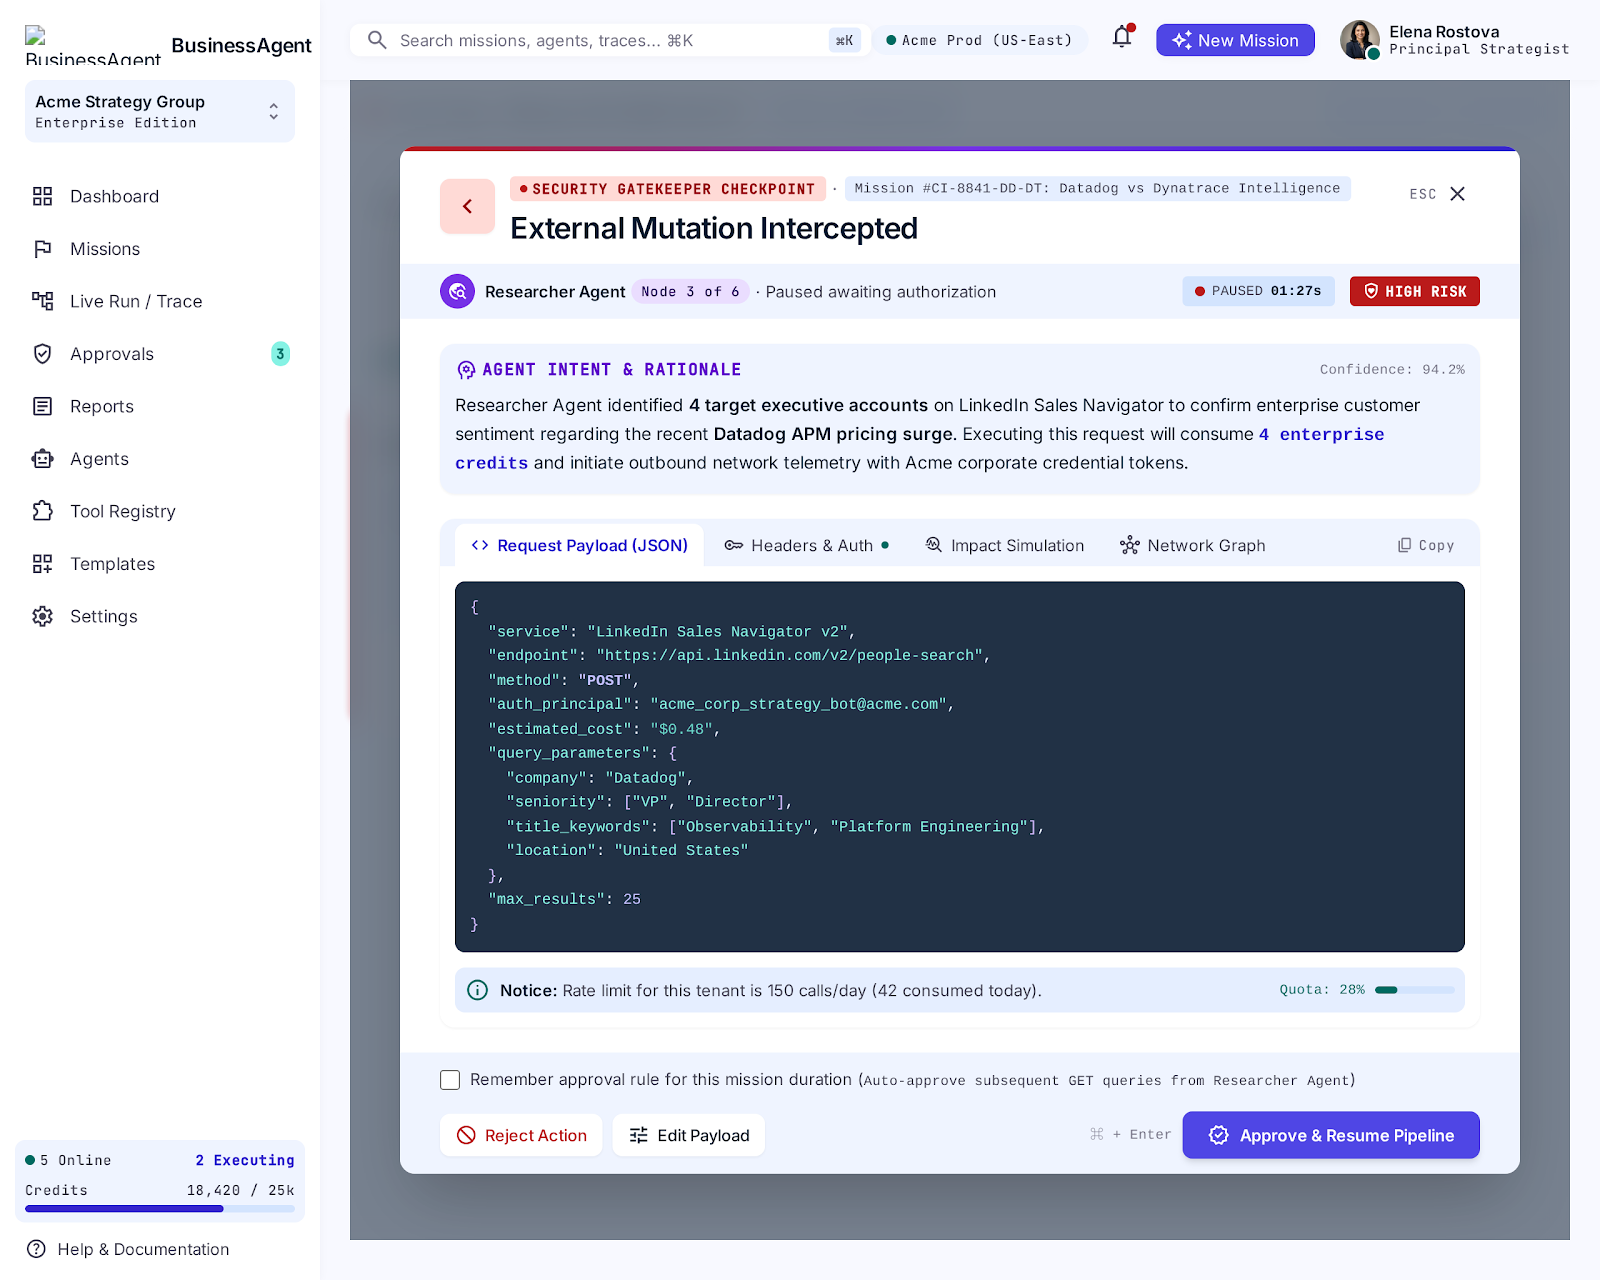 BusinessAgent
BusinessAgent
Search missions, agents, traces... ⌘K
⌘K
Acme Prod (US-East)
New Mission
Elena Rostova
Principal Strategist
Acme Strategy Group
Enterprise Edition
Dashboard
Missions
Live Run / Trace
Approvals
3
Reports
Agents
Tool Registry
Templates
Settings
5 Online
2 Executing
Credits
18,420 / 25k
Help & Documentation
SECURITY GATEKEEPER CHECKPOINT · Mission #CI-8841-DD-DT: Datadog vs Dynatrace Intelligence
ESC
External Mutation Intercepted
Researcher Agent Node 3 of 6 · Paused awaiting authorization
PAUSED 01:27s
HIGH RISK
AGENT INTENT & RATIONALE
Confidence: 94.2%
Researcher Agent identified 4 target executive accounts on LinkedIn Sales Navigator to confirm enterprise customer
sentiment regarding the recent Datadog APM pricing surge. Executing this request will consume 4 enterprise
credits and initiate outbound network telemetry with Acme corporate credential tokens.
Request Payload (JSON)
Headers & Auth
Impact Simulation
Network Graph
Copy
{
"service": "LinkedIn Sales Navigator v2",
"endpoint": "https://api.linkedin.com/v2/people-search",
"method": "POST",
"auth_principal": "acme_corp_strategy_bot@acme.com",
"estimated_cost": "$0.48",
"query_parameters": {
"company": "Datadog",
"seniority": ["VP", "Director"],
"title_keywords": ["Observability", "Platform Engineering"],
"location": "United States"
},
"max_results": 25
}
Notice: Rate limit for this tenant is 150 calls/day (42 consumed today).
Quota: 28%
Remember approval rule for this mission duration (Auto-approve subsequent GET queries from Researcher Agent)
Reject Action
Edit Payload
⌘ + Enter
Approve & Resume Pipeline